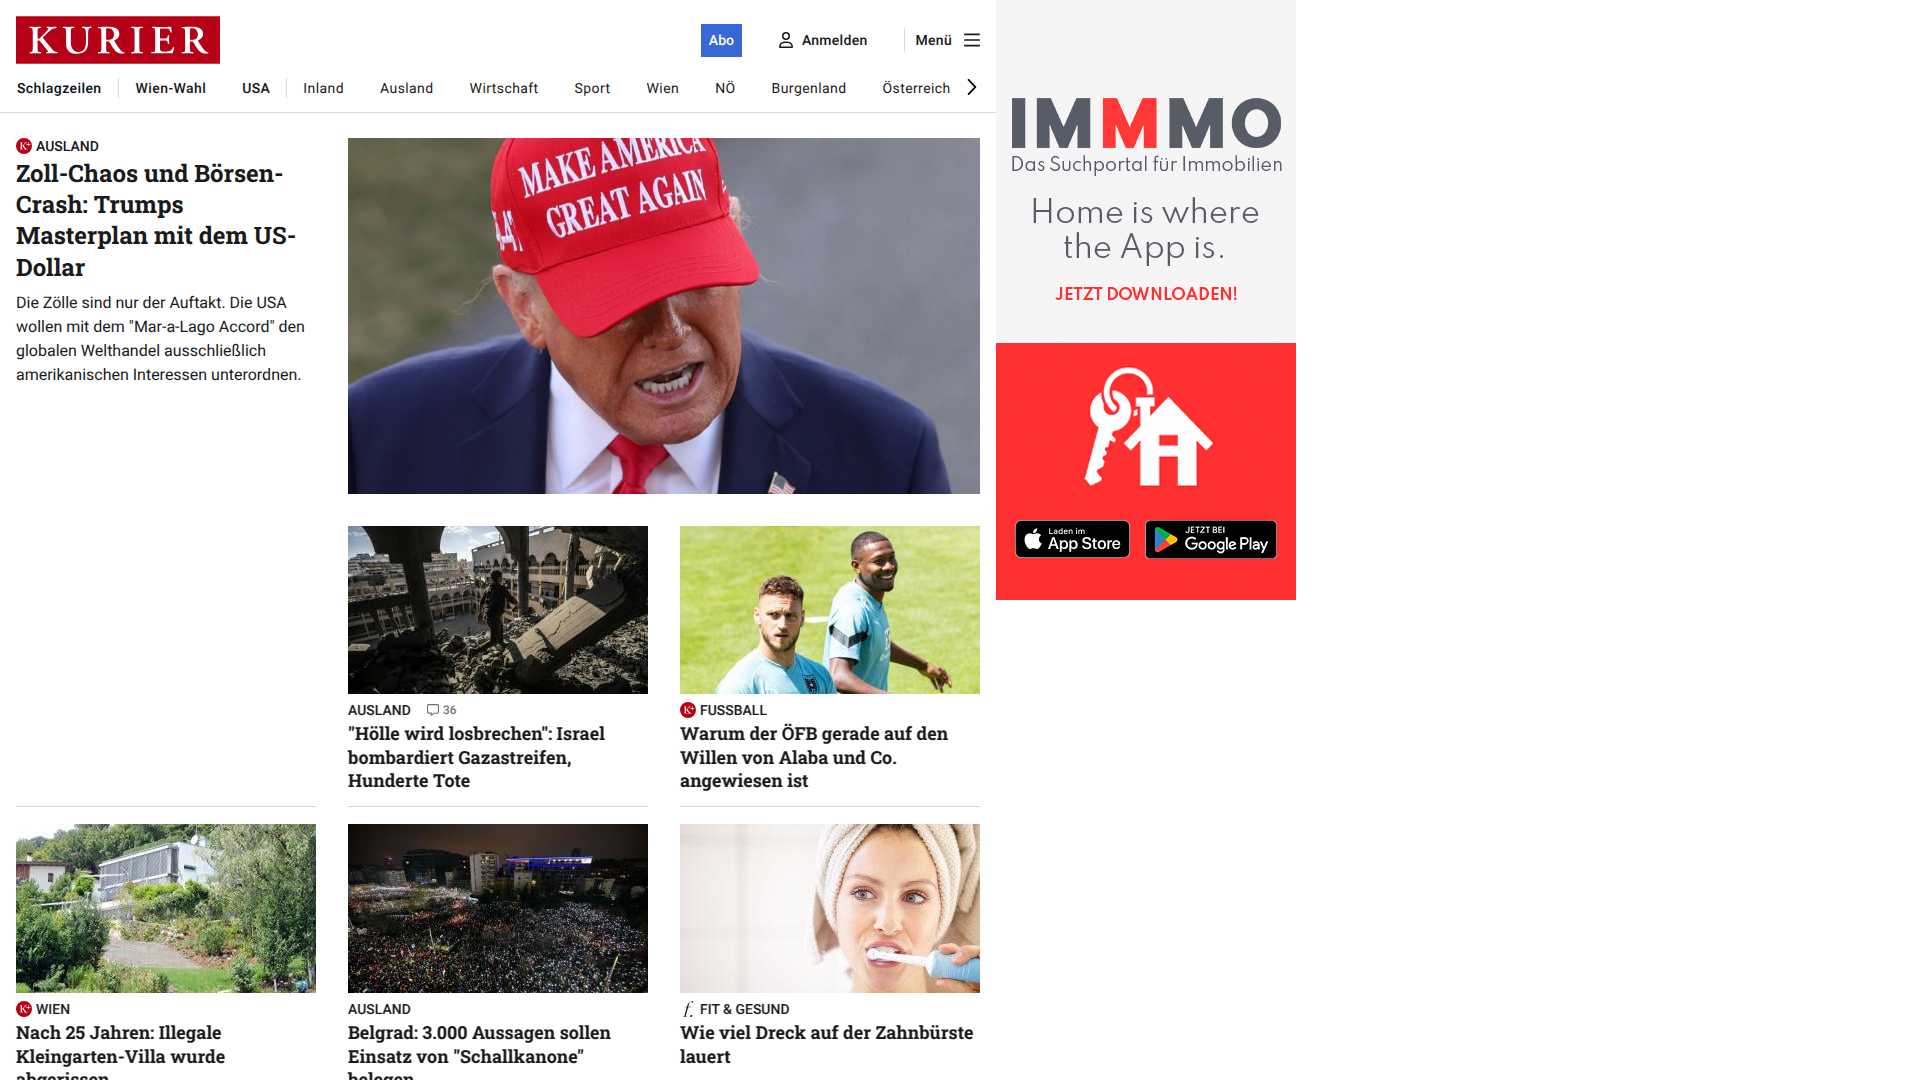 KURIER
Abo
Anmelden
Menü
Schlagzeilen
Wien-Wahl
USA
Inland
Ausland
Wirtschaft
Sport
Wien
NÖ
Burgenland
Österreich
AUSLAND
Zoll-Chaos und Börsen-
Crash: Trumps
Masterplan mit dem US-
Dollar
Die Zölle sind nur der Auftakt. Die USA
wollen mit dem "Mar-a-Lago Accord" den
globalen Welthandel ausschließlich
amerikanischen Interessen unterordnen.
MAKE AMERICA
GREAT AGAIN
AUSLAND 36
"Hölle wird losbrechen": Israel
bombardiert Gazastreifen,
Hunderte Tote
K+ FUSSBALL
Warum der ÖFB gerade auf den
Willen von Alaba und Co.
angewiesen ist
K+ WIEN
Nach 25 Jahren: Illegale
Kleingarten-Villa wurde
abgerissen
AUSLAND
Belgrad: 3.000 Aussagen sollen
Einsatz von "Schallkanone"
belegen
f. FIT & GESUND
Wie viel Dreck auf der Zahnbürste
lauert
IMMMO
Das Suchportal für Immobilien
Home is where
the App is.
JETZT DOWNLOADEN!
Laden im
App Store
JETZT BEI
Google Play